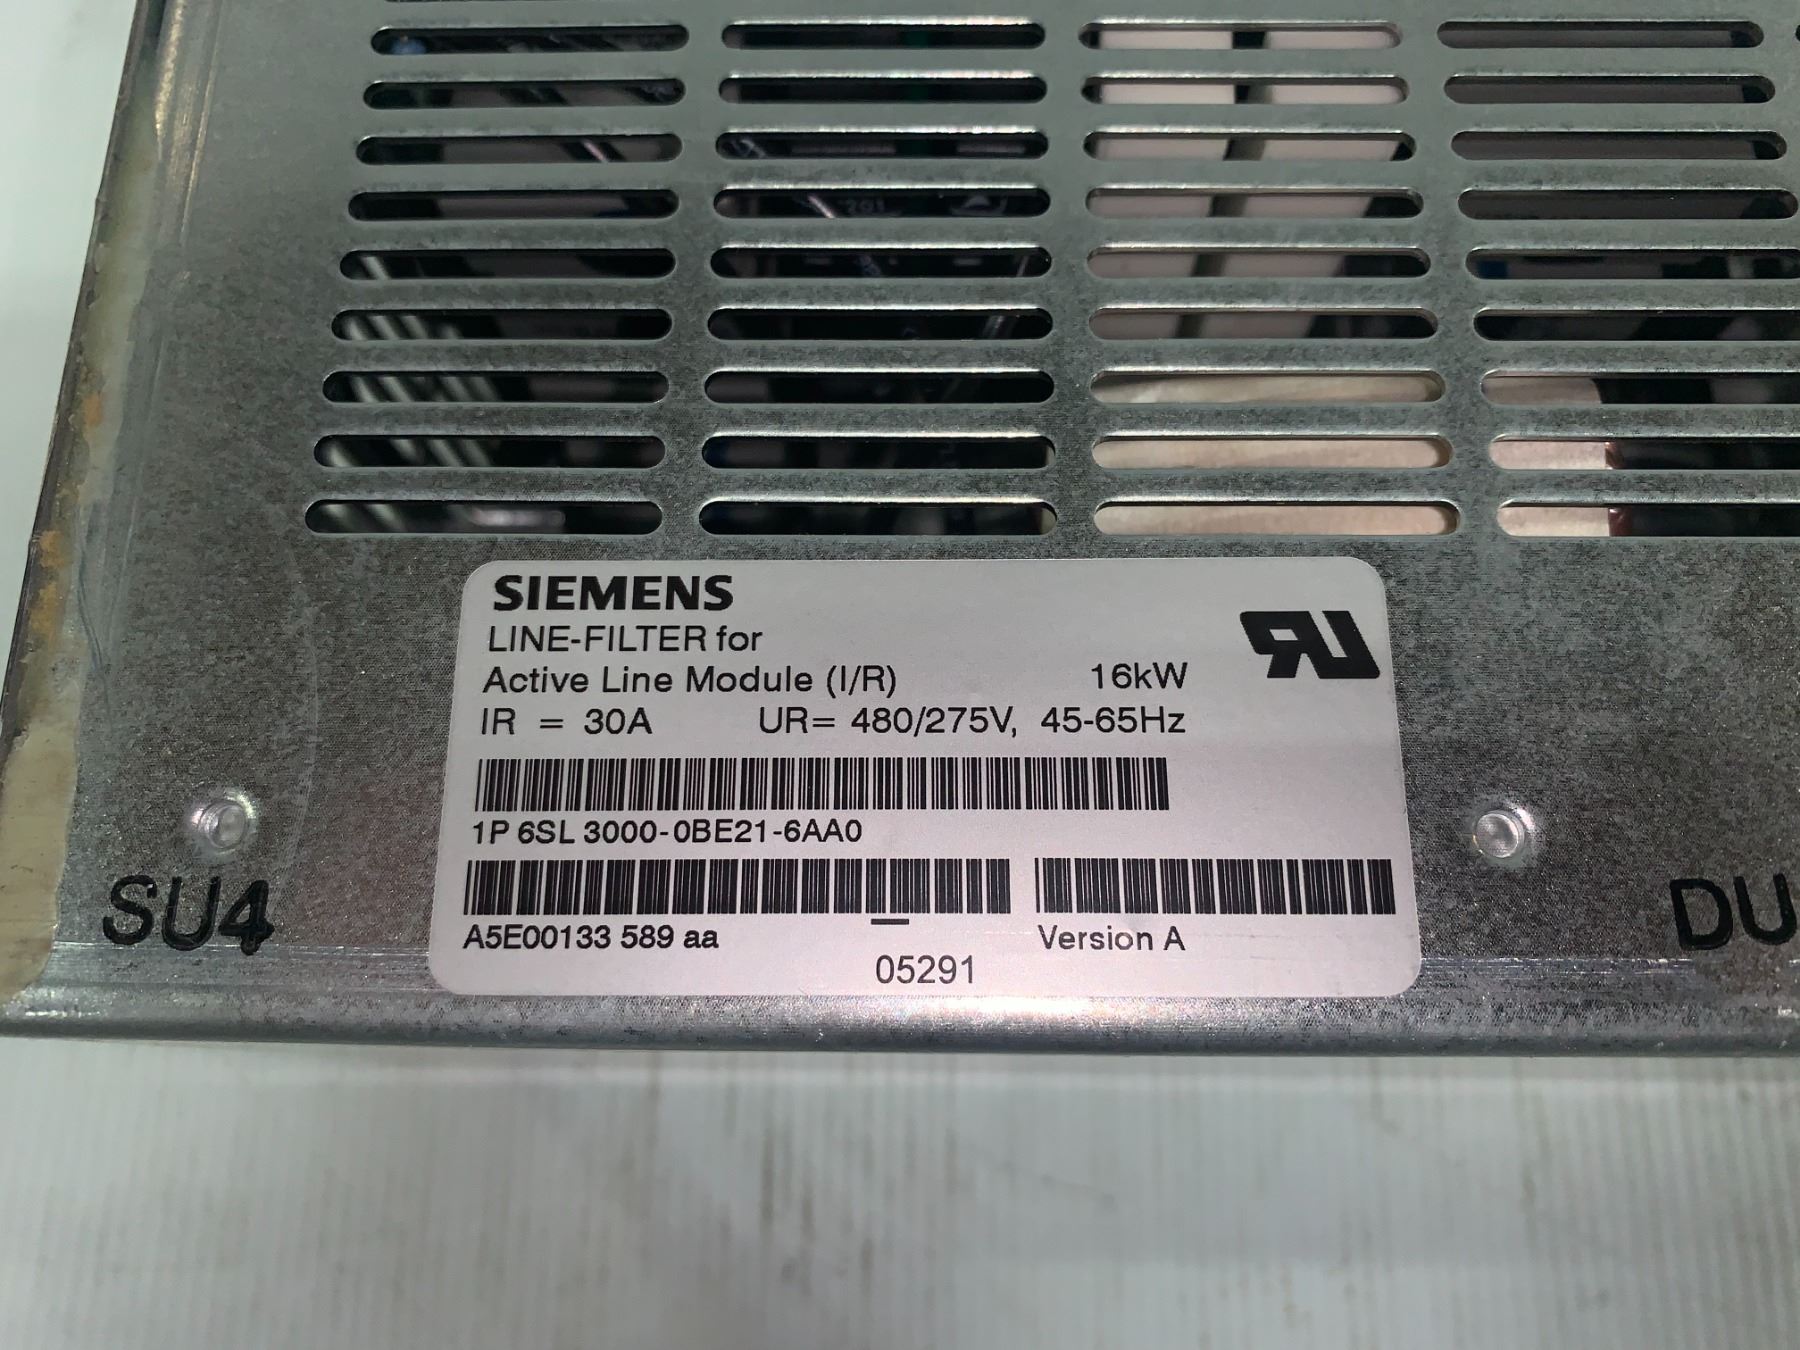 SIEMENS
LINE-FILTER for
Active Line Module (I/R) 16kW
IR = 30A UR= 480/275V, 45-65Hz
1P 6SL 3000-0BE21-6AA0
A5E00133 589 aa Version A
05291
SU4 DU